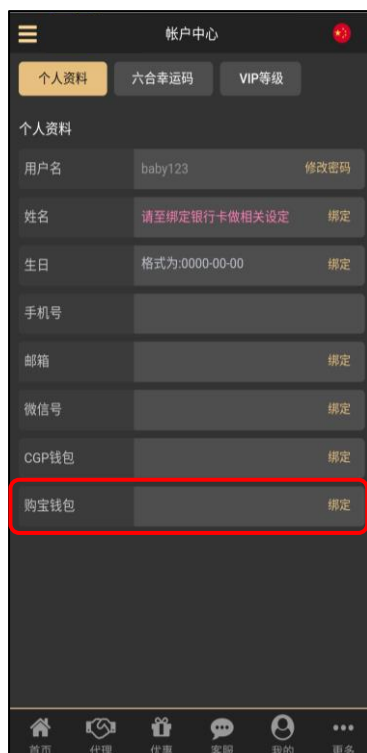 帐户中心
个人资料 六合幸运码 VIP等级
个人资料
用户名 baby123 修改密码
姓名 请至绑定银行卡做相关设定 绑定
生日 格式为:0000-00-00 绑定
手机号
邮箱 绑定
微信号 绑定
CGP钱包 绑定
购宝钱包 绑定
首页 代理 优惠 客服 我的 更多